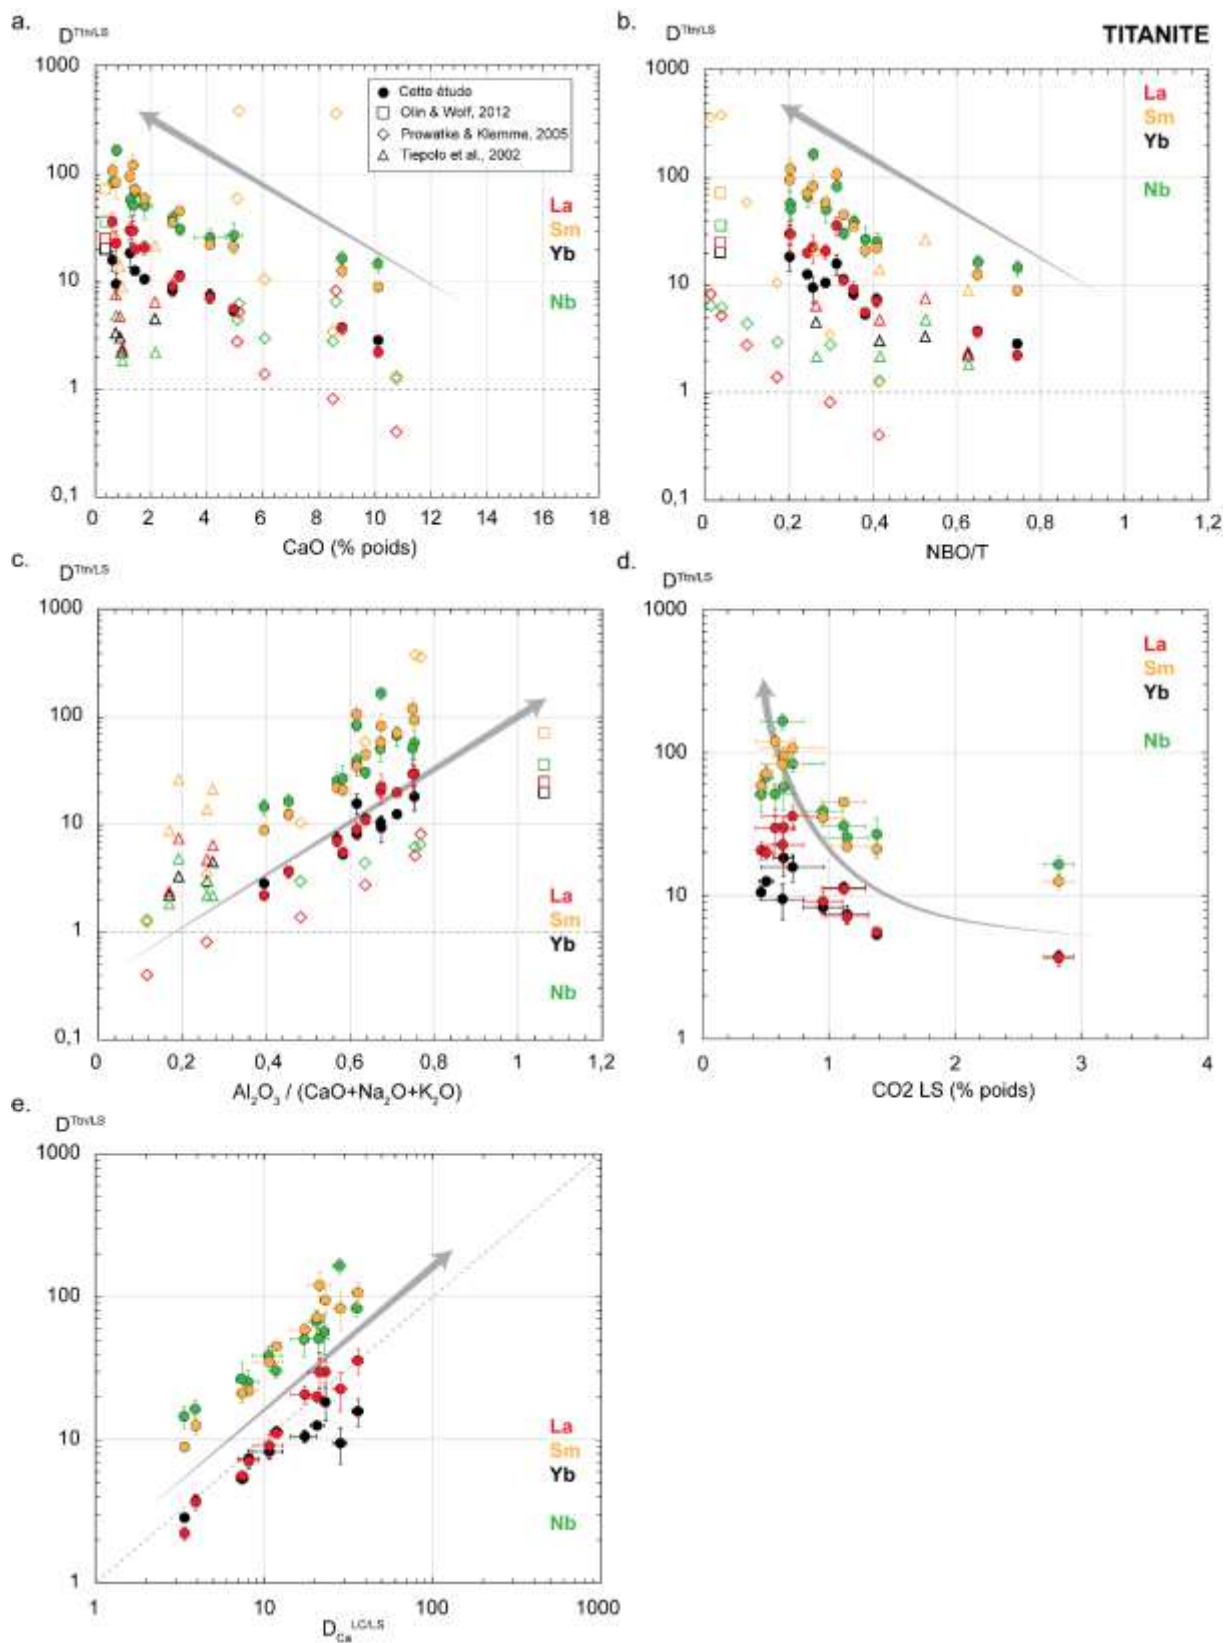 a.
D^Ttn/LS
1000
100
10
1
0,1
0 2 4 6 8 10 12 14 16 18
CaO (% poids)
Cette étude
Olin & Wolf, 2012
Prowatke & Klemme, 2005
Tiepolo et al., 2002
La
Sm
Yb
Nb
b.
D^Ttn/LS
TITANITE
1000
100
10
1
0,1
0 0,2 0,4 0,6 0,8 1 1,2
NBO/T
La
Sm
Yb
Nb
c.
D^Ttn/LS
1000
100
10
1
0,1
0 0,2 0,4 0,6 0,8 1 1,2
Al₂O₃ / (CaO+Na₂O+K₂O)
La
Sm
Yb
Nb
d.
D^Ttn/LS
1000
100
10
1
0 1 2 3 4
CO2 LS (% poids)
La
Sm
Yb
Nb
e.
D^Ttn/LS
1000
100
10
1
1 10 100 1000
D_Ca^LC/LS
La
Sm
Yb
Nb